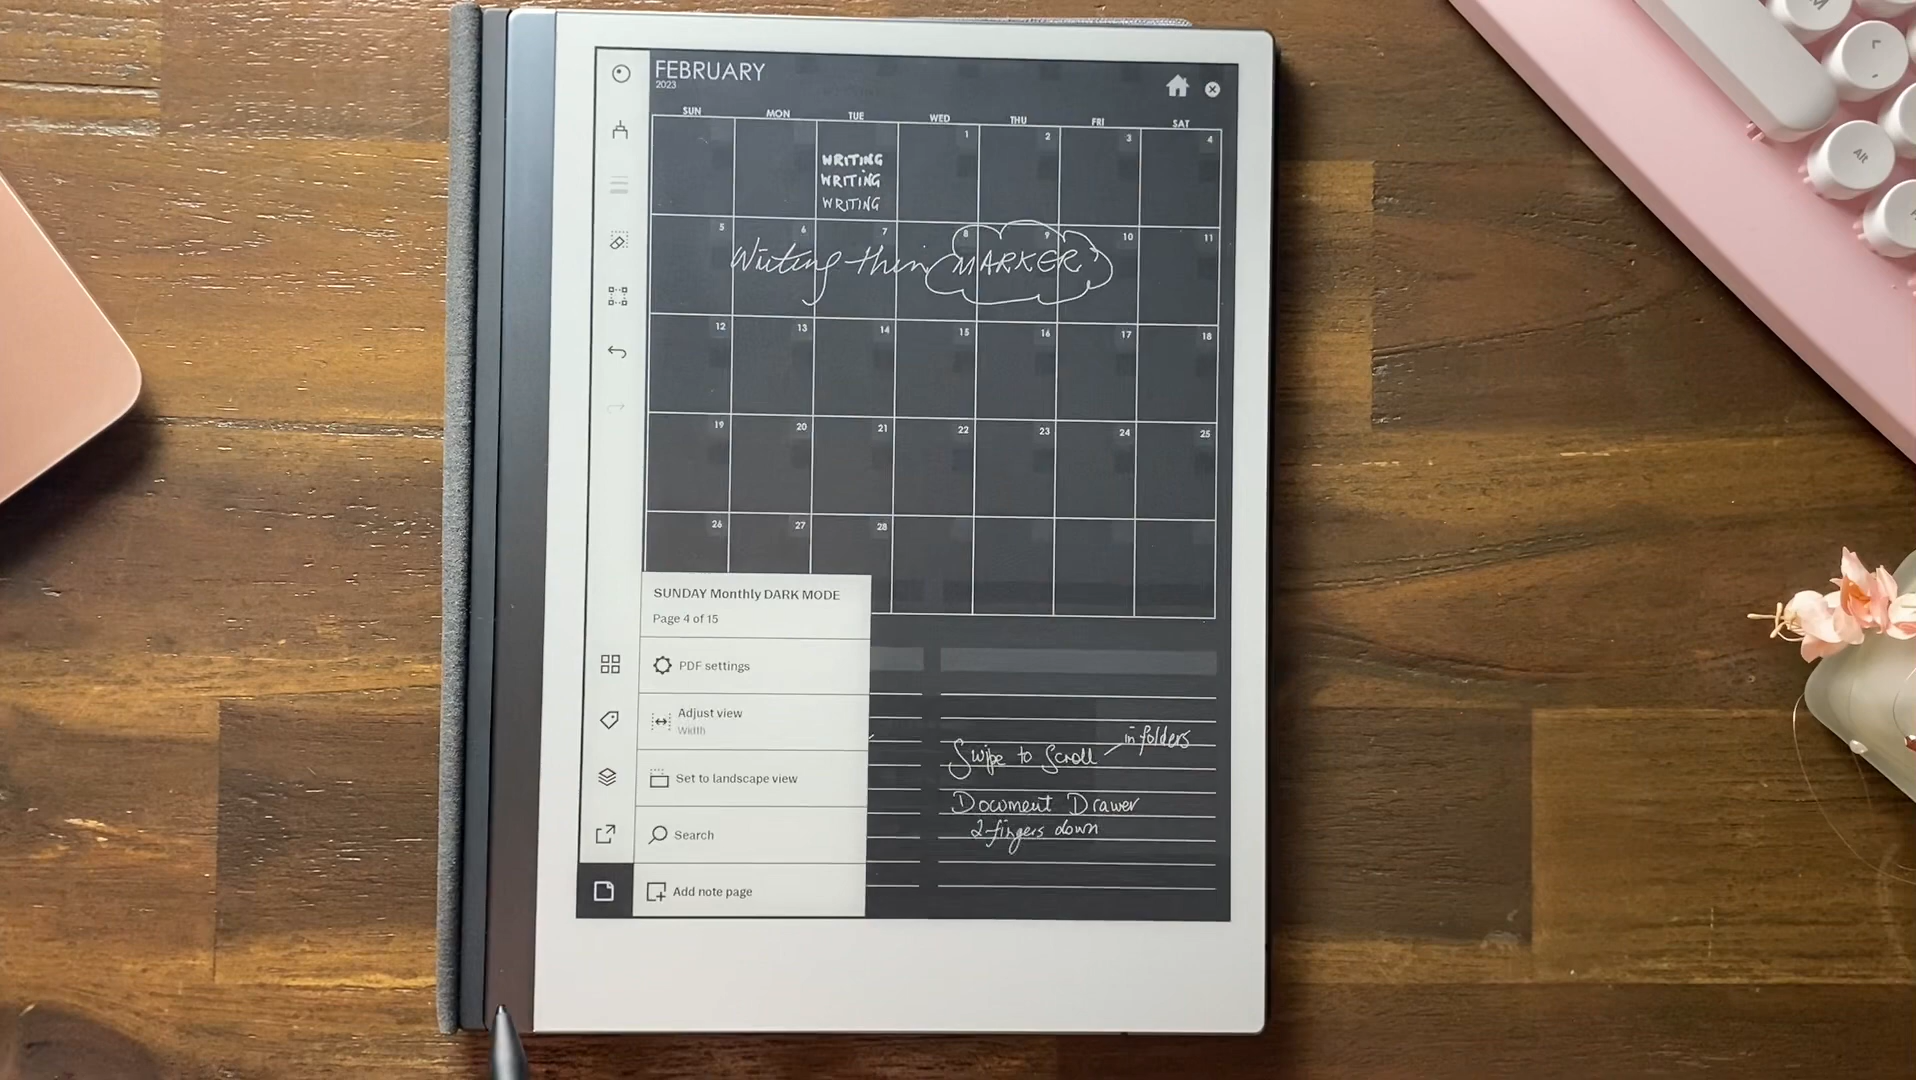 FEBRUARY
2023
SUN MON TUE WED THU FRI SAT
1 2 3 4
WRITING
WRITING
WRITING
5 6 7 8 9 10 11
Writing thin MARKER
12 13 14 15 16 17 18
19 20 21 22 23 24 25
26 27 28
SUNDAY Monthly DARK MODE
Page 4 of 15
PDF settings
Adjust view
Width
Set to landscape view
Search
Add note page
in folders
Swipe to Scroll
Document Drawer
2-fingers down
M
L
Alt